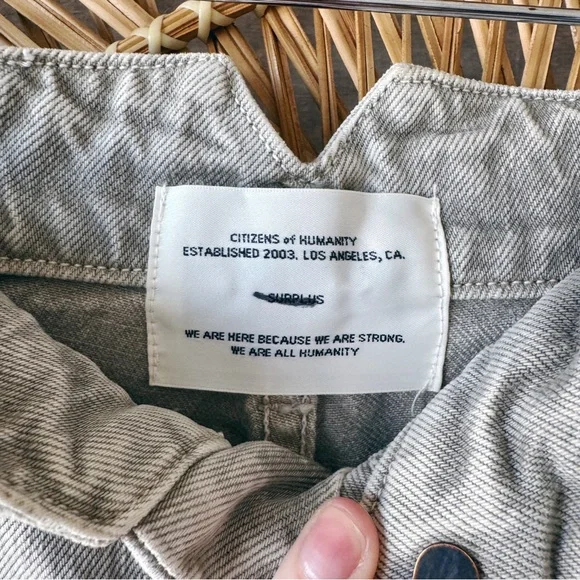 CITIZENS of HUMANITY
ESTABLISHED 2003. LOS ANGELES, CA.
SURPLUS
WE ARE HERE BECAUSE WE ARE STRONG.
WE ARE ALL HUMANITY